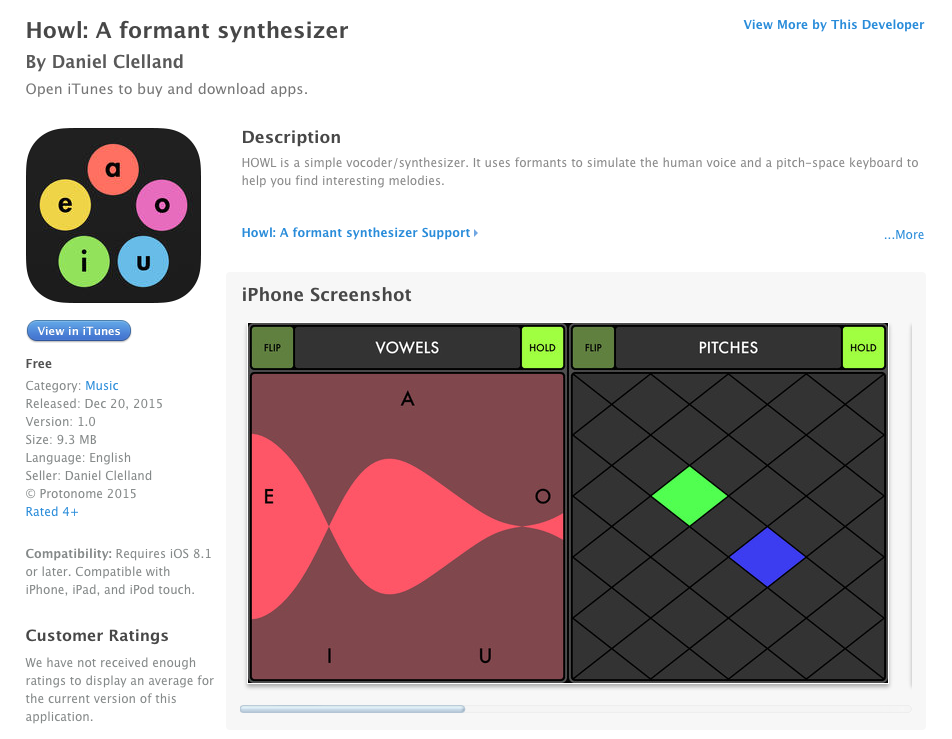 Howl: A formant synthesizer
View More by This Developer
By Daniel Clelland
Open iTunes to buy and download apps.
a
e
o
i
u
View in iTunes
Free
Category: Music
Released: Dec 20, 2015
Version: 1.0
Size: 9.3 MB
Language: English
Seller: Daniel Clelland
© Protonome 2015
Rated 4+
Compatibility: Requires iOS 8.1
or later. Compatible with
iPhone, iPad, and iPod touch.
Customer Ratings
We have not received enough
ratings to display an average for
the current version of this
application.
Description
HOWL is a simple vocoder/synthesizer. It uses formants to simulate the human voice and a pitch-space keyboard to
help you find interesting melodies.
Howl: A formant synthesizer Support
...More
iPhone Screenshot
FLIP
VOWELS
HOLD
FLIP
PITCHES
HOLD
A
E
O
I
U